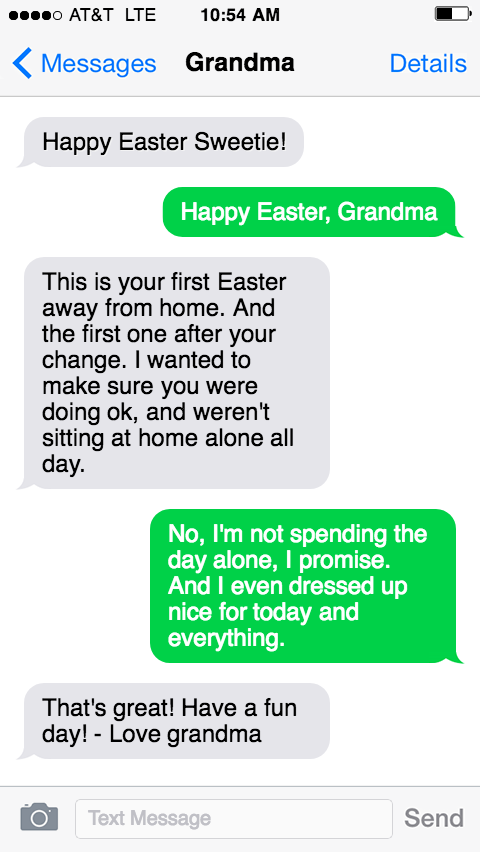 AT&T LTE 10:54 AM
Messages Grandma Details
Happy Easter Sweetie!
Happy Easter, Grandma
This is your first Easter
away from home. And
the first one after your
change. I wanted to
make sure you were
doing ok, and weren't
sitting at home alone all
day.
No, I'm not spending the
day alone, I promise.
And I even dressed up
nice for today and
everything.
That's great! Have a fun
day! - Love grandma
Text Message Send